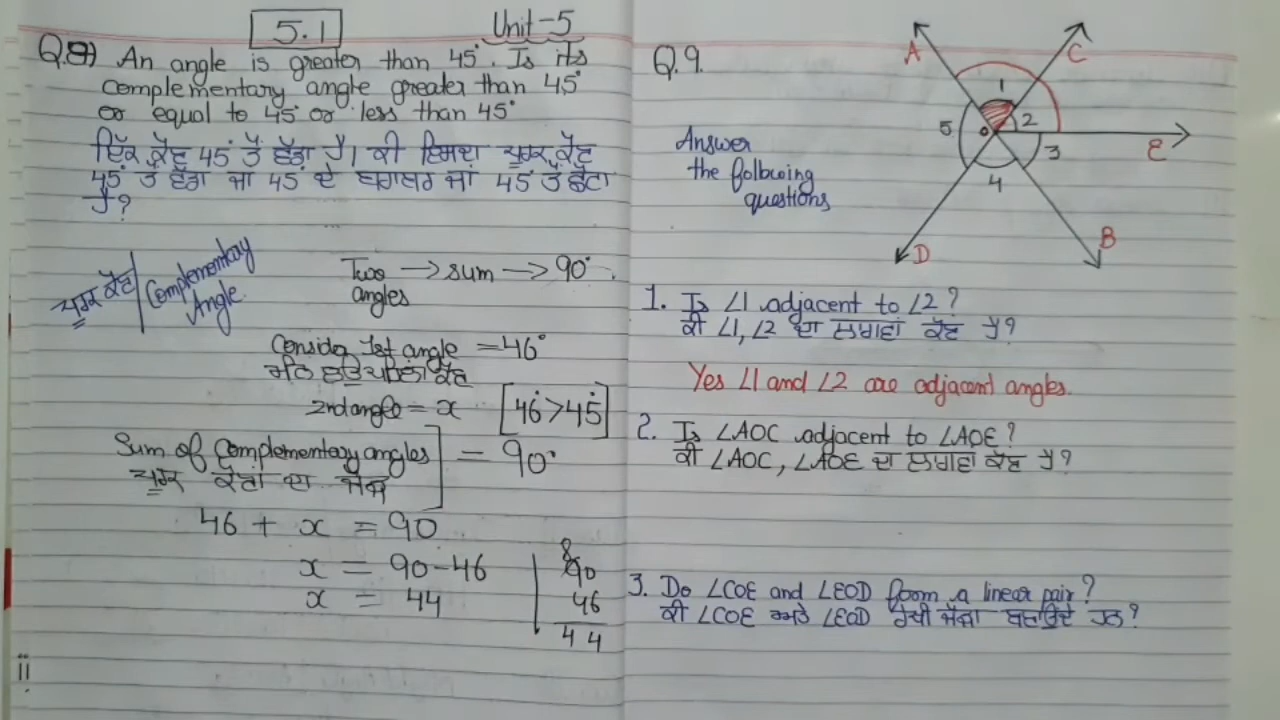 5.1
Unit-5
Q.8) An angle is greater than 45°. Is its
complementary angle greater than 45°
or equal to 45° or less than 45°
ਇੱਕ ਕੋਣ 45° ਤੋਂ ਵੱਡਾ ਹੈ। ਕੀ ਇਸਦਾ ਪੂਰਕ ਕੋਣ
45° ਤੋਂ ਵੱਡਾ ਜਾਂ 45° ਦੇ ਬਰਾਬਰ ਜਾਂ 45° ਤੋਂ ਛੋਟਾ
ਹੈ?
ਪੂਰਕ ਕੋਣ
Complementary
Angle
Two → sum → 90°
angles
Consider 1st angle = 46°
2nd angle = x [46° > 45°]
Sum of Complementary angles = 90°
ਪੂਰਕ ਕੋਣਾਂ ਦਾ ਜੋੜ
46 + x = 90
x = 90-46
x = 44
8
90
46
44
Q.9.
Answer
the following
questions
A
C
1
2
5
O
3
E
4
D
B
1. Is ∠1 adjacent to ∠2?
ਕੀ ∠1, ∠2 ਦਾ ਲਾਗਵਾਂ ਕੋਣ ਹੈ?
Yes ∠1 and ∠2 are adjacent angles.
2. Is ∠AOC adjacent to ∠AOE?
ਕੀ ∠AOC, ∠AOE ਦਾ ਲਾਗਵਾਂ ਕੋਣ ਹੈ?
3. Do ∠COE and ∠EOD form a linear pair?
ਕੀ ∠COE ਅਤੇ ∠EOD ਰੇਖੀ ਜੋੜਾ ਬਣਾਉਂਦੇ ਹਨ?